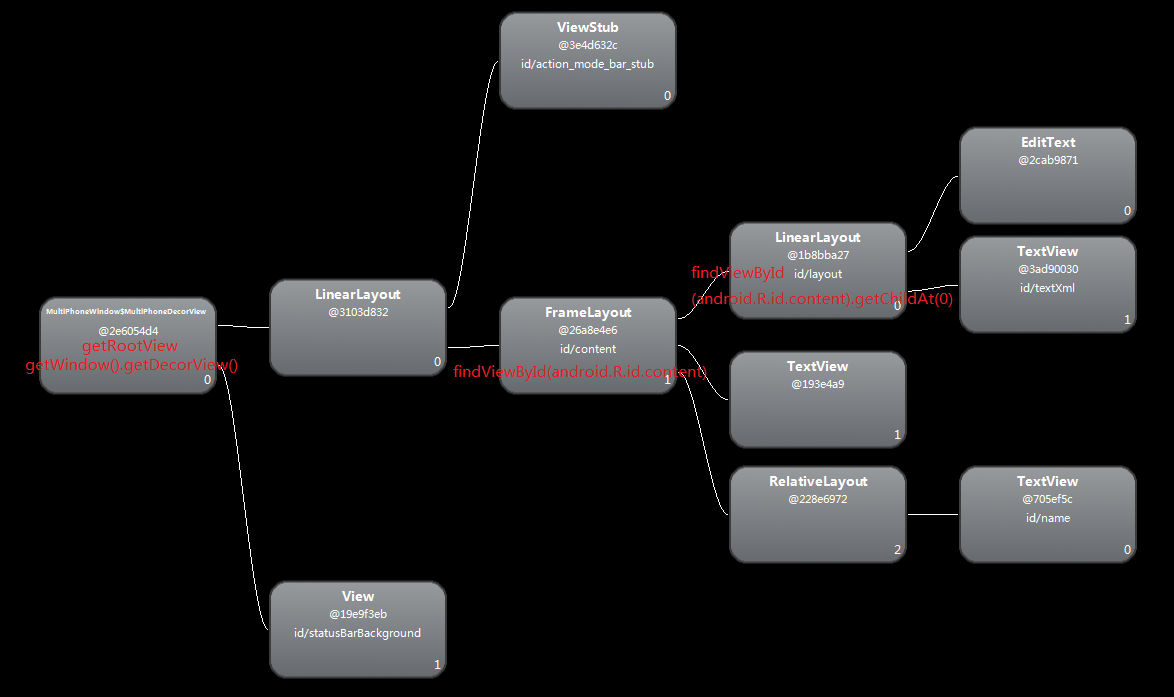 ViewStub
@3e4d632c
id/action_mode_bar_stub
0
EditText
@2cab9871
0
LinearLayout
@1b8bba27
findViewById
id/layout
(android.R.id.content).getChildAt(0)
0
TextView
@3ad90030
id/textXml
1
MultiPhoneWindow$MultiPhoneDecorView
@2e6054d4
getRootView
getWindow().getDecorView()
0
LinearLayout
@3103d832
0
FrameLayout
@26a8e4e6
id/content
findViewById(android.R.id.content)
1
TextView
@193e4a9
1
RelativeLayout
@228e6972
2
TextView
@705ef5c
id/name
0
View
@19e9f3eb
id/statusBarBackground
1